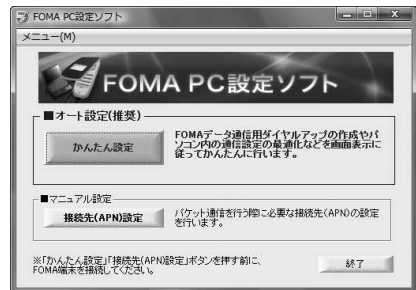 FOMA PC設定ソフト
メニュー(M)
FOMA PC設定ソフト
■オート設定(推奨)
かんたん設定
FOMAデータ通信用ダイヤルアップの作成やパ
ソコン内の通信設定の最適化などを画面表示に
従ってかんたんに行います。
■マニュアル設定
接続先(APN)設定
パケット通信を行う際に必要な接続先(APN)の設定
を行います。
※「かんたん設定」「接続先(APN)設定」ボタンを押す前に、
FOMA端末を接続してください。
終了